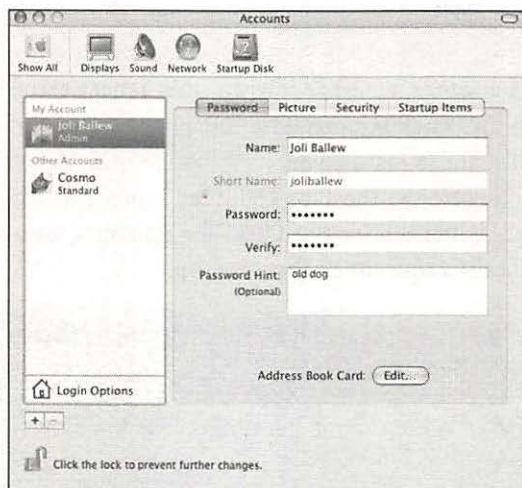 Accounts
Show All Displays Sound Network Startup Disk
Password Picture Security Startup Items
My Account
Joli Ballew
Admin
Other Accounts
Cosmo
Standard
Login Options
Name: Joli Ballew
Short Name: joliballew
Password: •••••••
Verify: •••••••
Password Hint: old dog
(Optional)
Address Book Card: Edit...
+ −
Click the lock to prevent further changes.